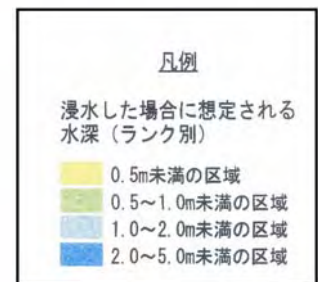 凡例
浸水した場合に想定される
水深（ランク別）
0.5m未満の区域
0.5～1.0m未満の区域
1.0～2.0m未満の区域
2.0～5.0m未満の区域